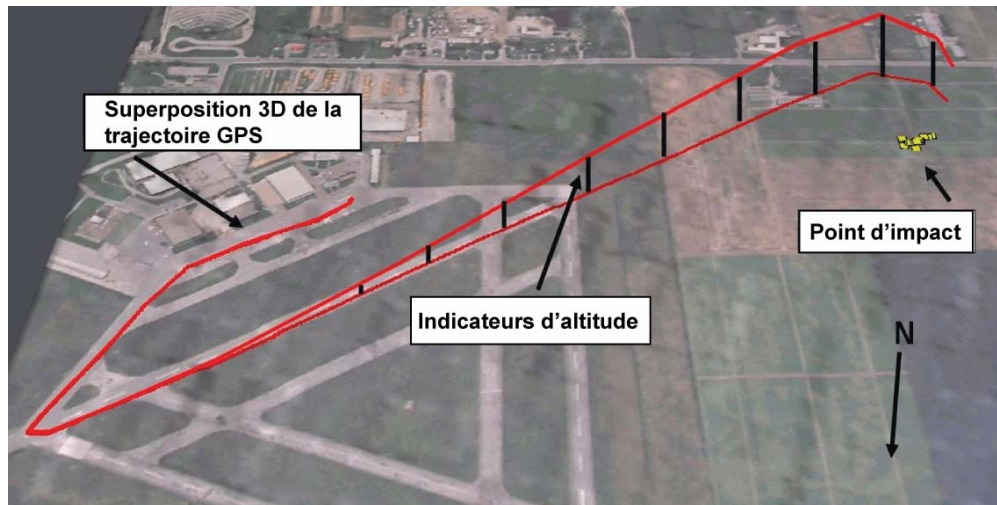 Superposition 3D de la
trajectoire GPS
Point d'impact
Indicateurs d'altitude
N